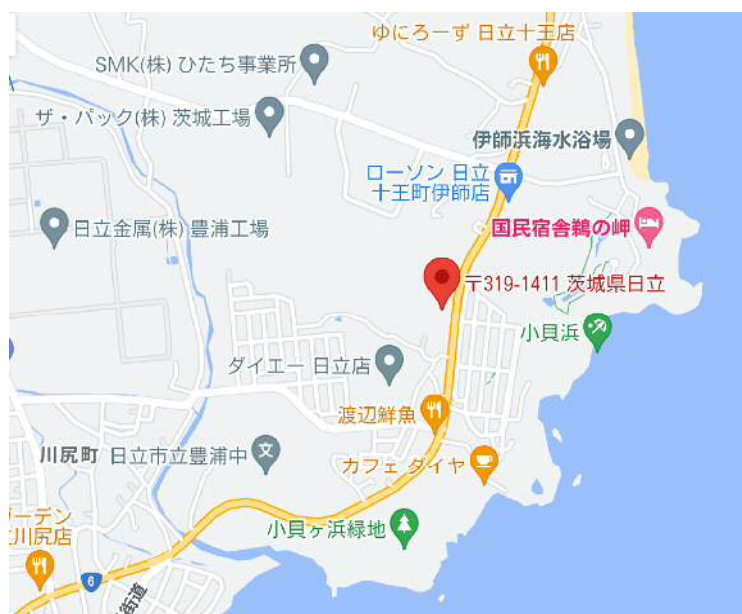 ゆにろーず 日立十王店
SMK(株) ひたち事業所
ザ・パック(株) 茨城工場
伊師浜海水浴場
ローソン 日立
十王町伊師店
日立金属(株) 豊浦工場
国民宿舎鵜の岬
〒319-1411 茨城県日立
小貝浜
ダイエー 日立店
渡辺鮮魚
川尻町
日立市立豊浦中
カフェ ダイヤ
小貝ヶ浜緑地
ガーデン
川尻店
6
街道